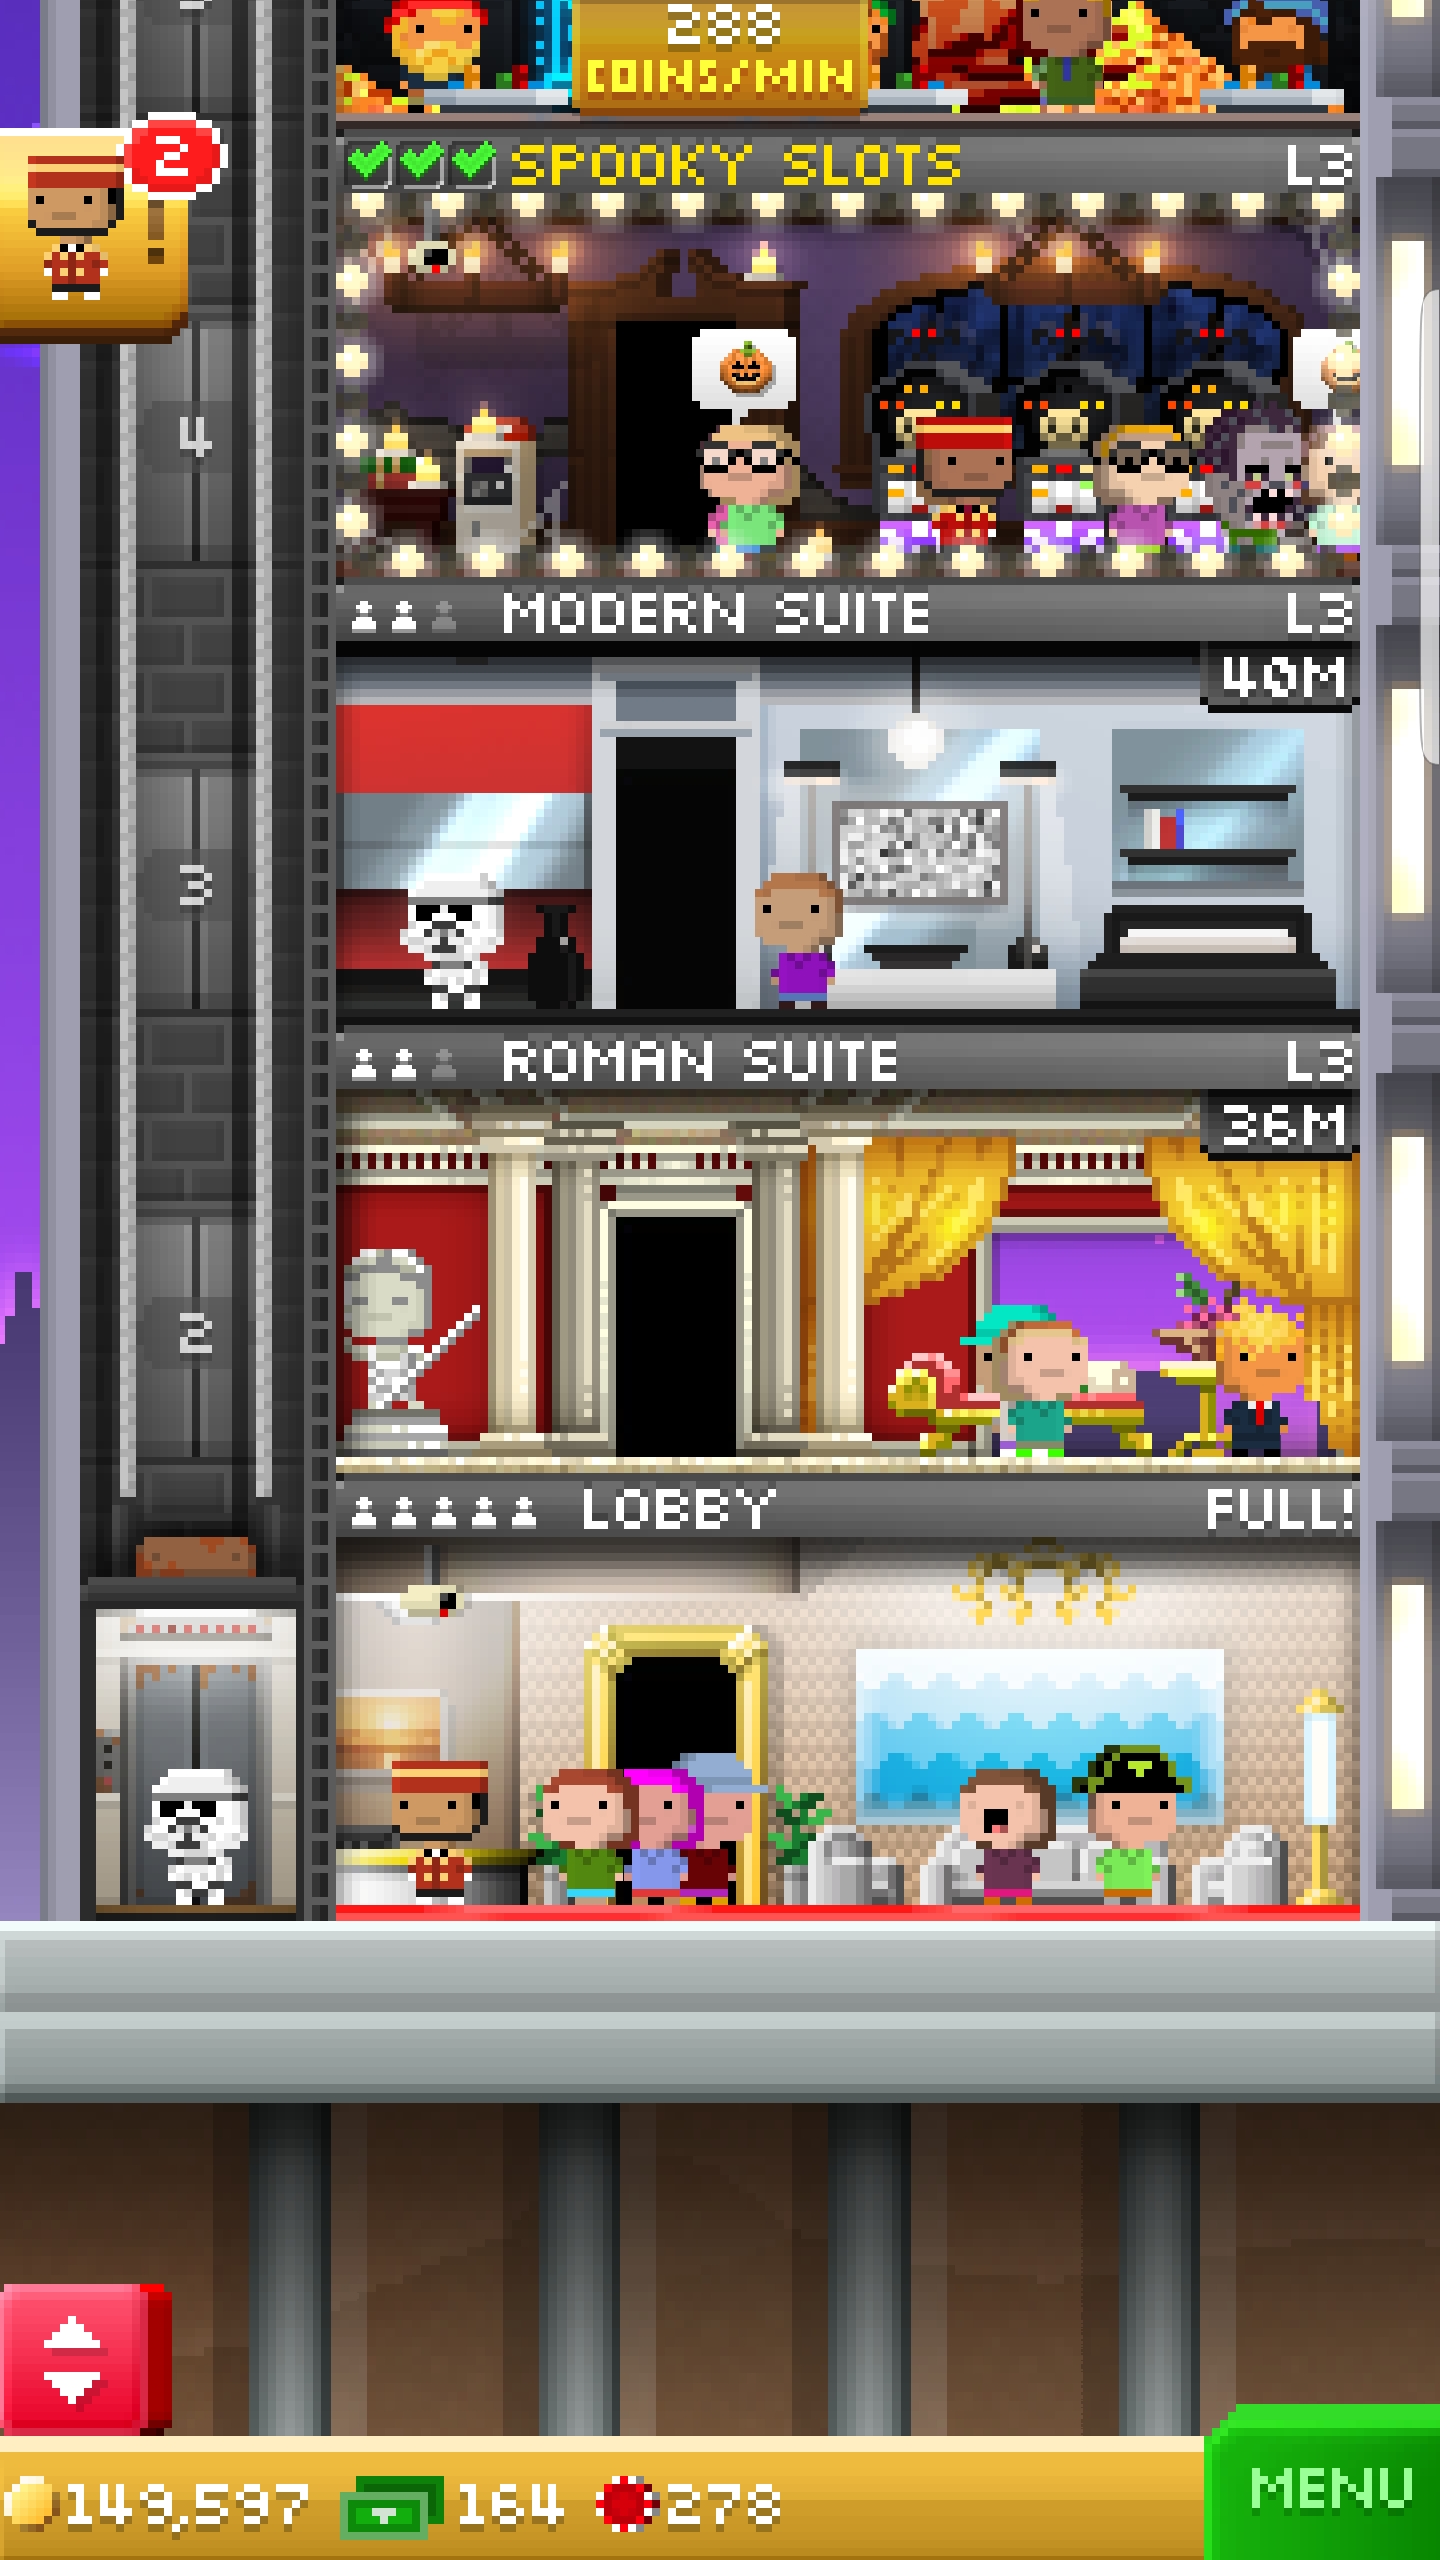 288
COINS/MIN
2
SPOOKY SLOTS L3
4
MODERN SUITE L3
40M
3
ROMAN SUITE L3
36M
2
LOBBY FULL!
149,597 164 278
MENU